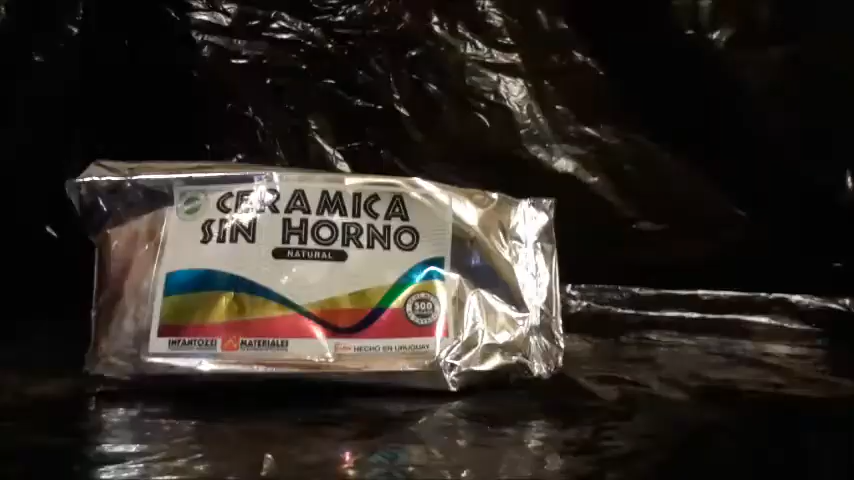 CERAMICA
SIN HORNO
NATURAL
500
INFANTOZZI
MATERIALES
HECHO EN URUGUAY